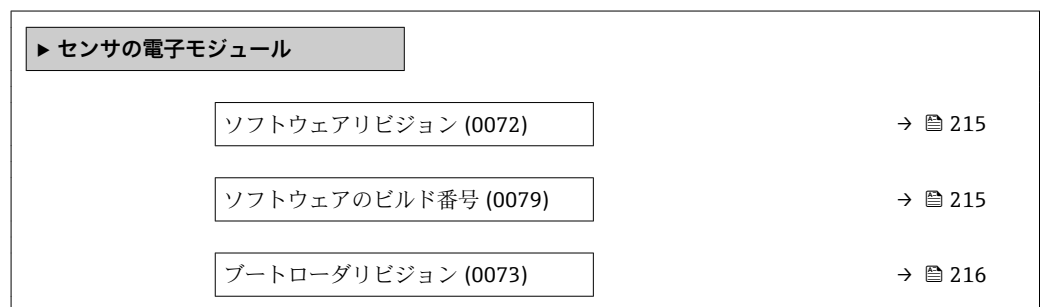 ▶ センサの電子モジュール
ソフトウェアリビジョン (0072) → 🖹 215
ソフトウェアのビルド番号 (0079) → 🖹 215
ブートローダリビジョン (0073) → 🖹 216